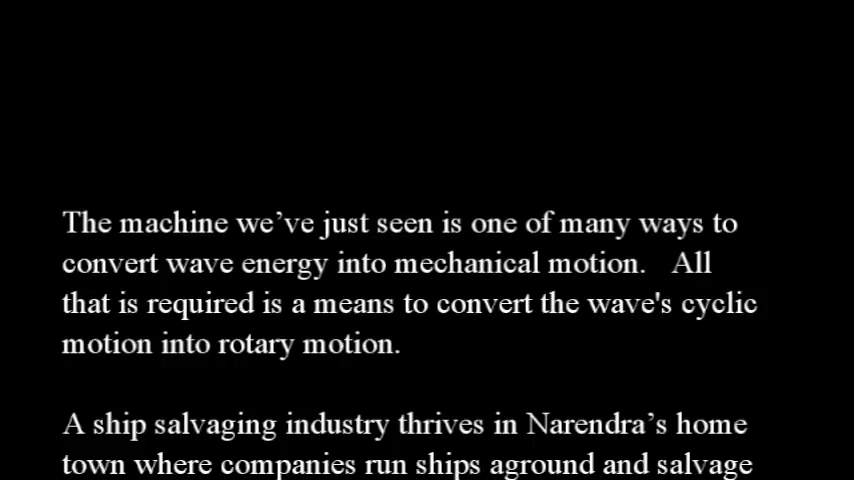 The machine we’ve just seen is one of many ways to
convert wave energy into mechanical motion.   All
that is required is a means to convert the wave's cyclic
motion into rotary motion.
A ship salvaging industry thrives in Narendra’s home
town where companies run ships aground and salvage